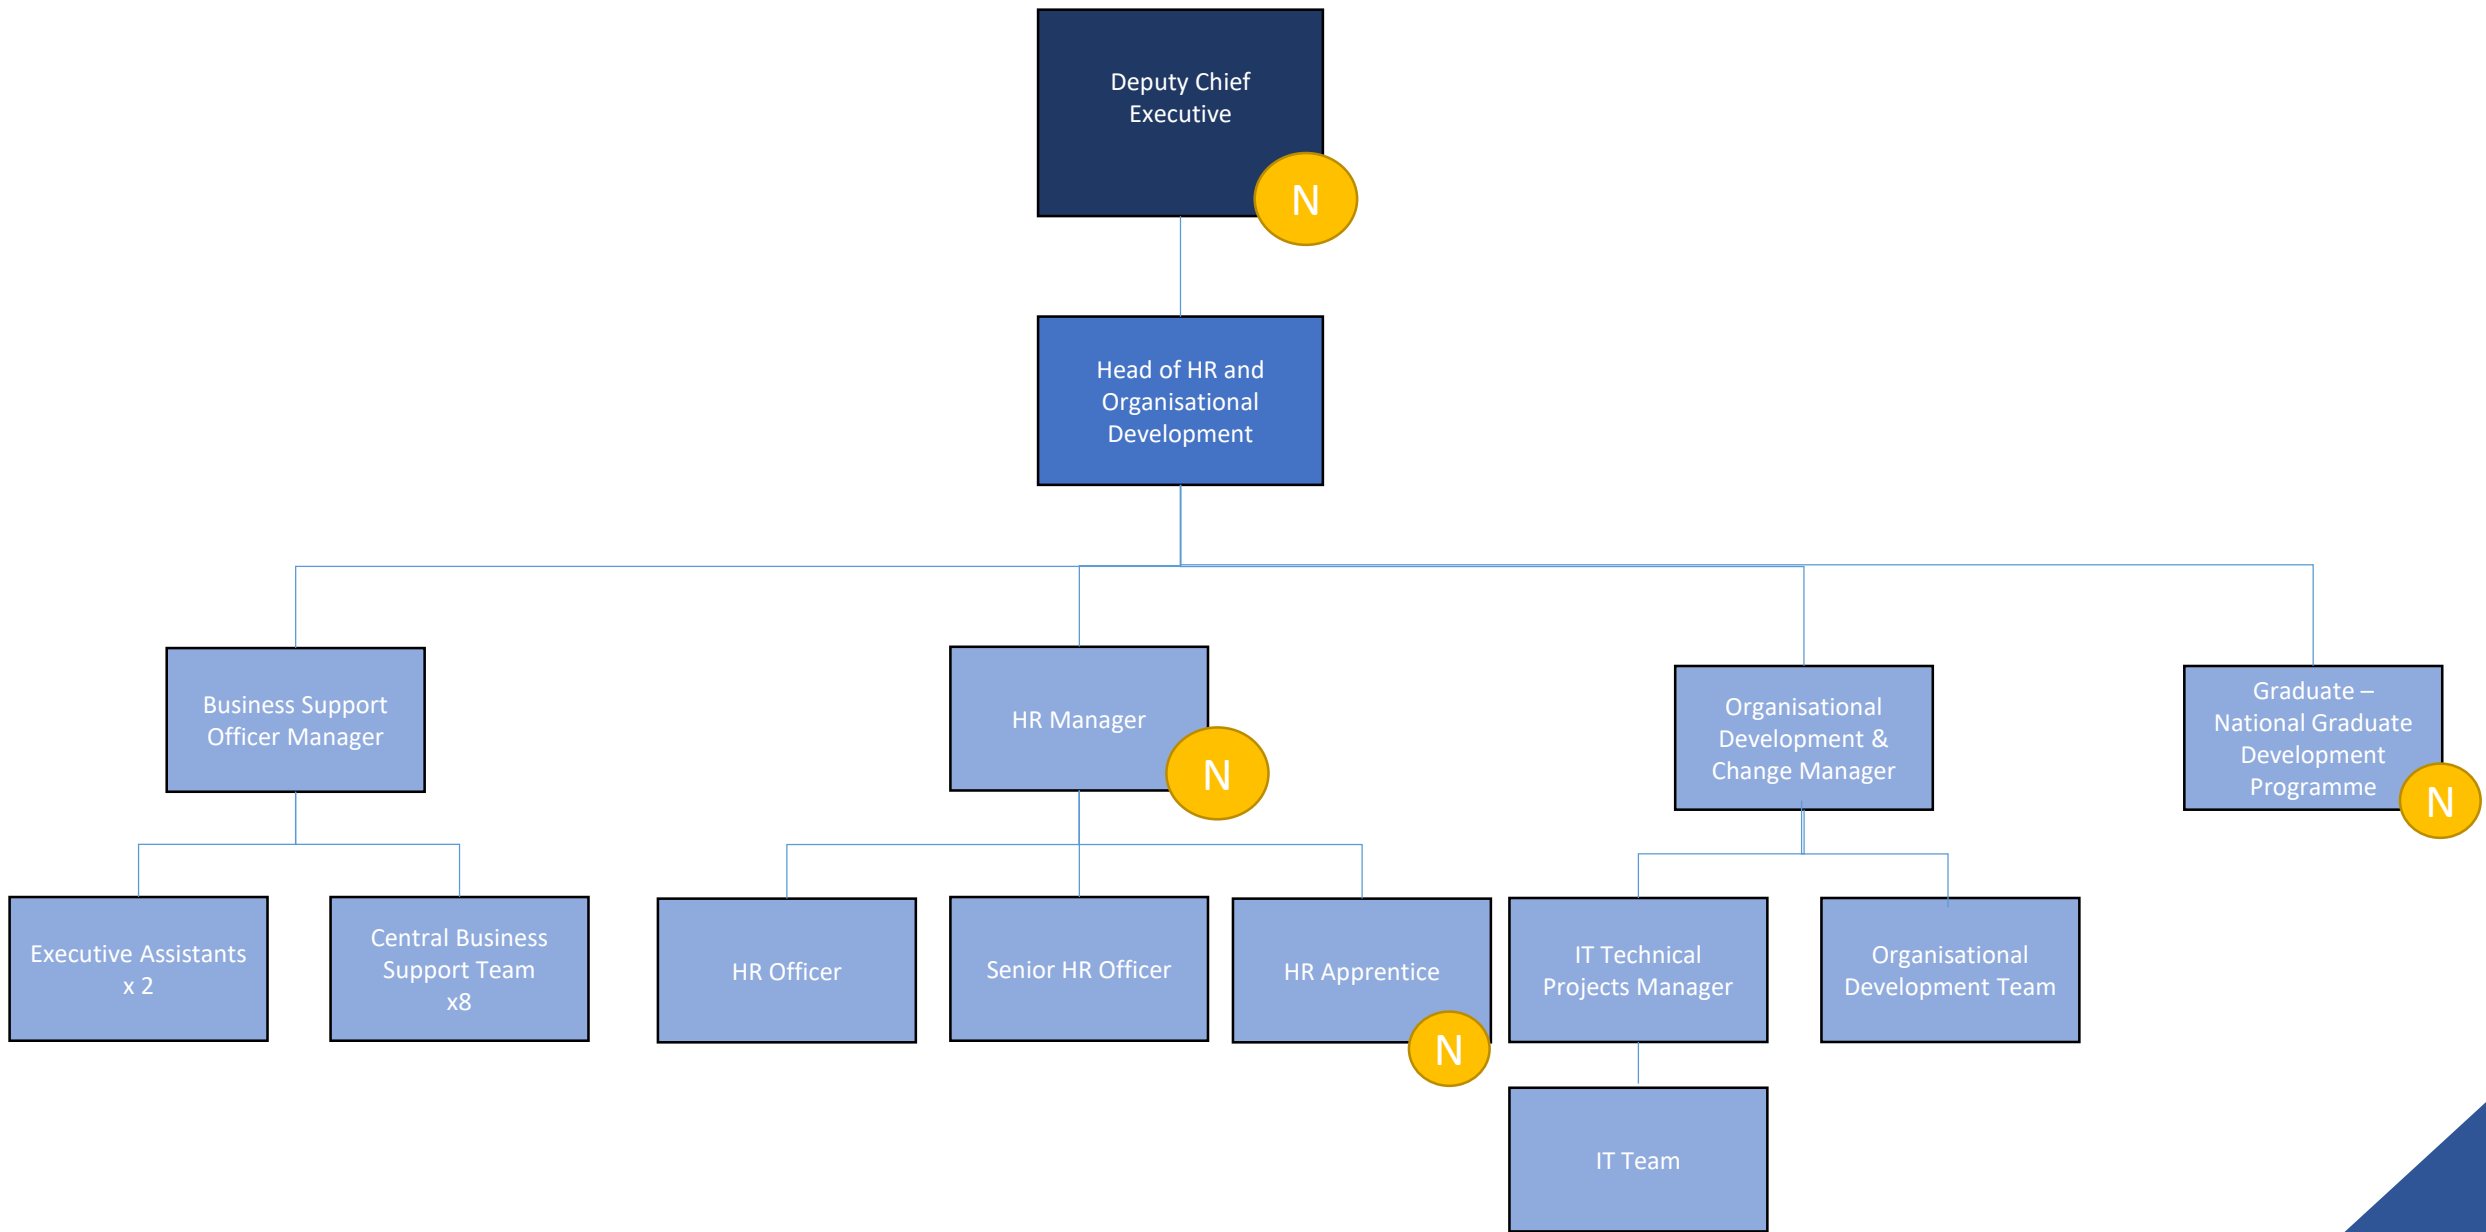 Deputy Chief
Executive
N
Head of HR and
Organisational
Development
Business Support
Officer Manager
HR Manager
N
Organisational
Development &
Change Manager
Graduate –
National Graduate
Development
Programme
N
Executive Assistants
x 2
Central Business
Support Team
x8
HR Officer
Senior HR Officer
HR Apprentice
N
IT Technical
Projects Manager
Organisational
Development Team
IT Team